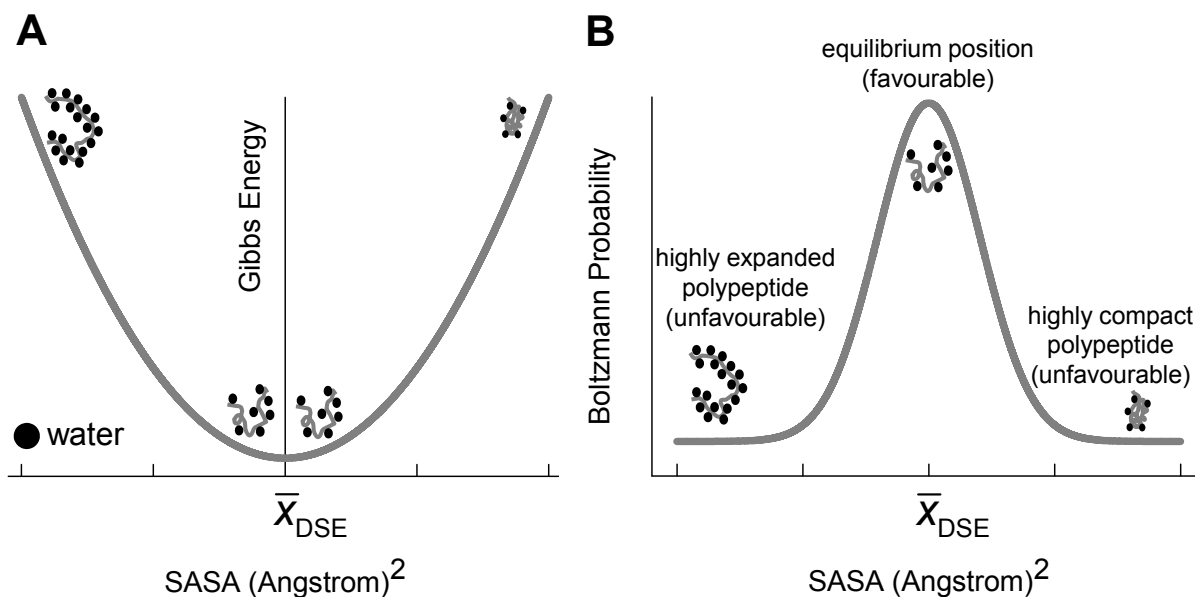 A
Gibbs Energy
water
x̄DSE
SASA (Angstrom)²
B
equilibrium position
(favourable)
Boltzmann Probability
highly expanded
polypeptide
(unfavourable)
highly compact
polypeptide
(unfavourable)
x̄DSE
SASA (Angstrom)²